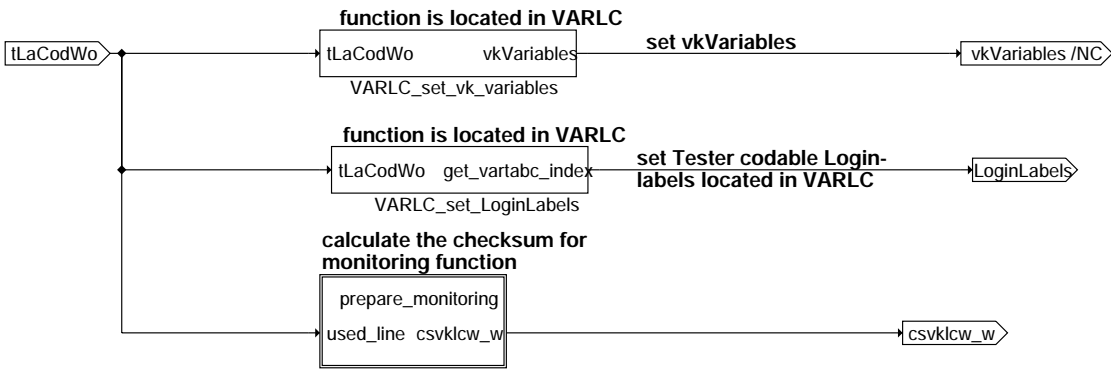 function is located in VARLC
tLaCodWo
tLaCodWo vkVariables
set vkVariables
vkVariables /NC
VARLC_set_vk_variables
function is located in VARLC
tLaCodWo get_vartabc_index
set Tester codable Login-
labels located in VARLC
LoginLabels
VARLC_set_LoginLabels
calculate the checksum for
monitoring function
prepare_monitoring
used_line csvklcw_w
csvklcw_w